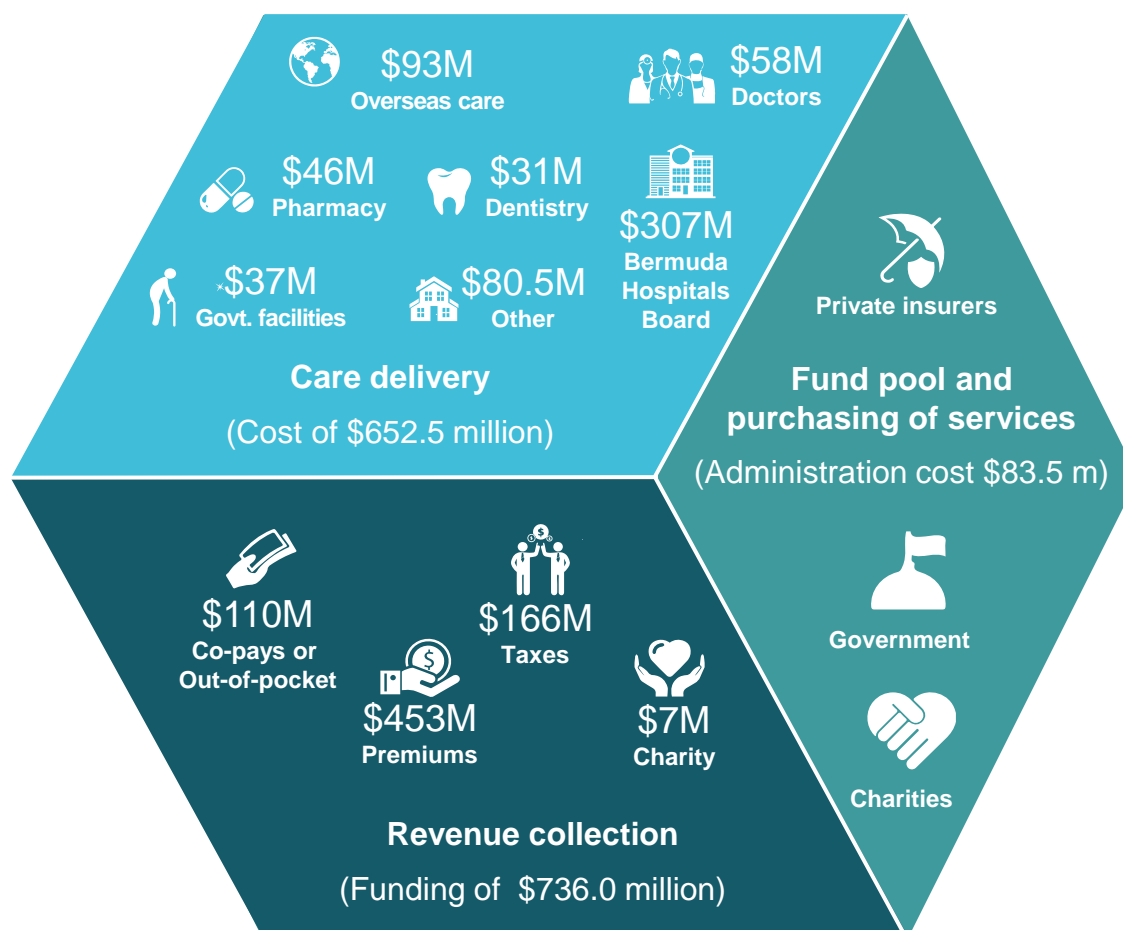 $93M
Overseas care
$58M
Doctors
$46M
Pharmacy
$31M
Dentistry
$307M
Bermuda
Hospitals
Board
$37M
Govt. facilities
$80.5M
Other
Care delivery
(Cost of $652.5 million)
Private insurers
Fund pool and
purchasing of services
(Administration cost $83.5 m)
Government
Charities
$110M
Co-pays or
Out-of-pocket
$166M
Taxes
$453M
Premiums
$7M
Charity
Revenue collection
(Funding of $736.0 million)